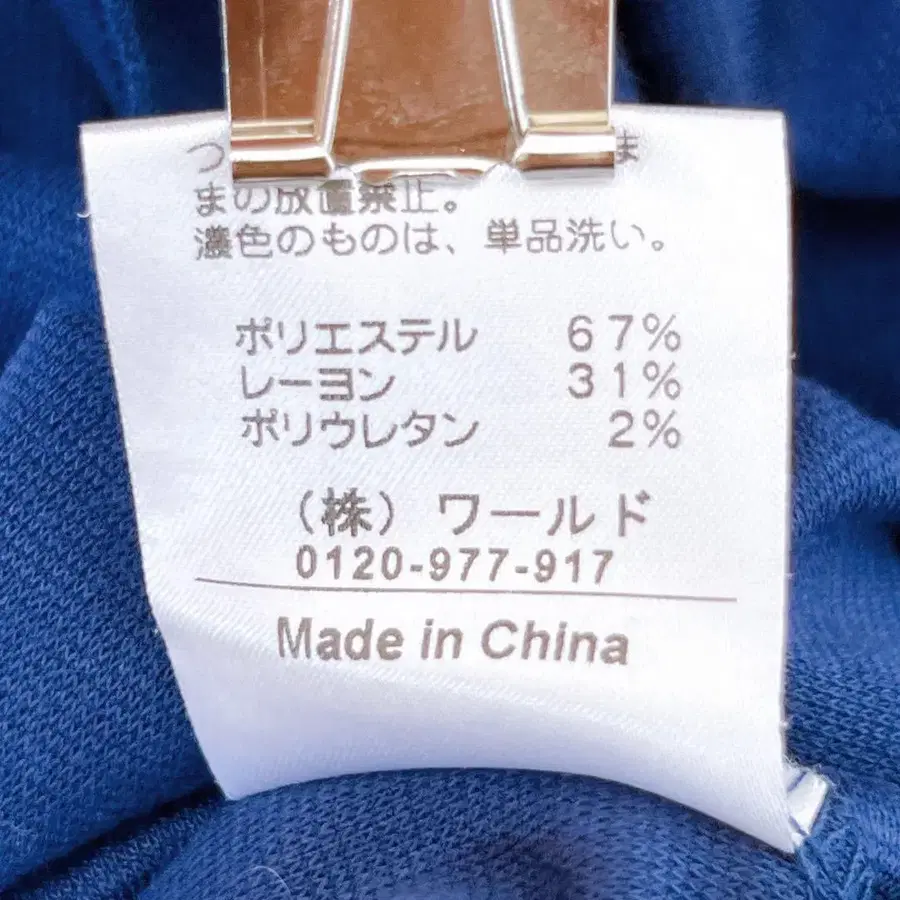 つ ま
まの放置禁止。
濃色のものは、単品洗い。
ポリエステル 67%
レーヨン 31%
ポリウレタン 2%
(株) ワールド
0120-977-917
Made in China